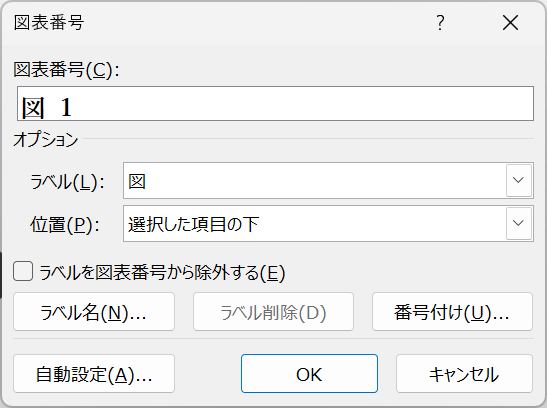 図表番号 ?
図表番号(C):
図 1
オプション
ラベル(L): 図
位置(P): 選択した項目の下
ラベルを図表番号から除外する(E)
ラベル名(N)... ラベル削除(D) 番号付け(U)...
自動設定(A)... OK キャンセル